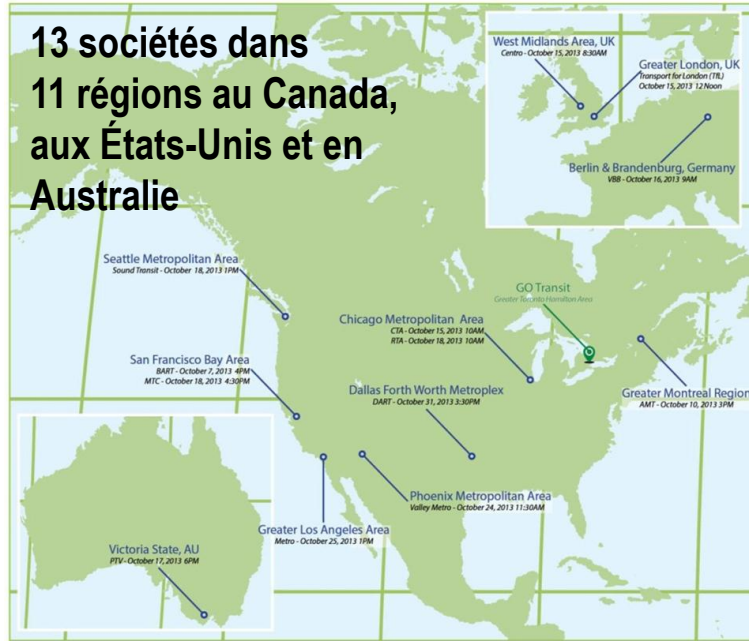 13 sociétés dans
11 régions au Canada,
aux États-Unis et en
Australie
West Midlands Area, UK
Centro - October 15, 2013 8:30AM
Greater London, UK
Transport for London (TfL)
October 15, 2013 12 Noon
Berlin & Brandenburg, Germany
VBB - October 16, 2013 9AM
Seattle Metropolitan Area
Sound Transit - October 18, 2013 1PM
GO Transit
Greater Toronto Hamilton Area
Chicago Metropolitan Area
CTA - October 15, 2013 10AM
RTA - October 18, 2013 10AM
San Francisco Bay Area
BART - October 7, 2013 4PM
MTC - October 18, 2013 4:30PM
Dallas Forth Worth Metroplex
DART - October 31, 2013 3:30PM
Greater Montreal Region
AMT - October 10, 2013 3PM
Phoenix Metropolitan Area
Valley Metro - October 24, 2013 11:30AM
Greater Los Angeles Area
Metro - October 25, 2013 1PM
Victoria State, AU
PTV - October 17, 2013 6PM